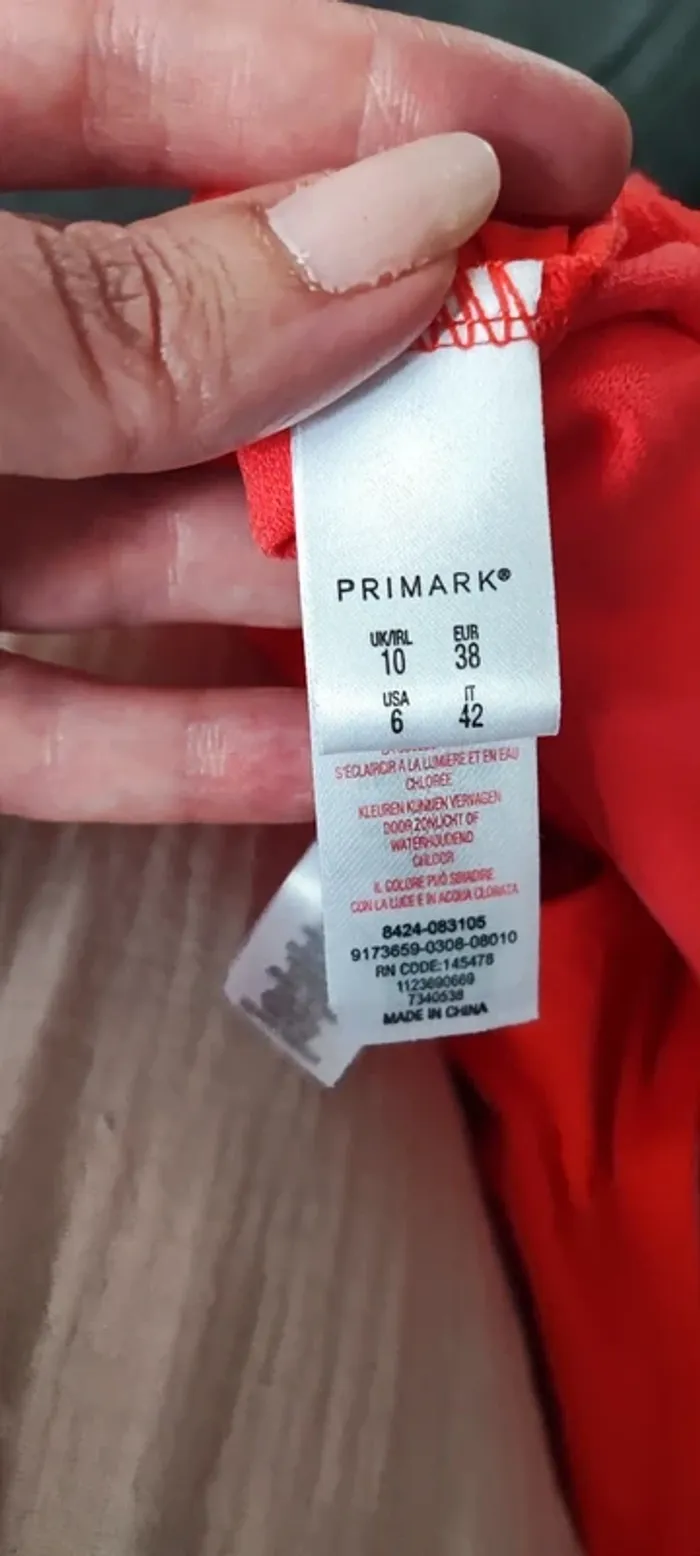 PRIMARK®
UK/IRL EUR
10 38
USA IT
6 42
S'ÉCLAIRCIR A LA LUMIERE ET EN EAU
CHLORÉE
KLEUREN KUNNEN VERVAGEN
DOOR ZONLICHT OF
WATERHOUDEND
CHLOOR
IL COLORE PUÒ SBIADIRE
CON LA LUCE E IN ACQUA CLORATA
8424-083105
9173659-0308-08010
RN CODE:145478
1123690669
7340538
MADE IN CHINA